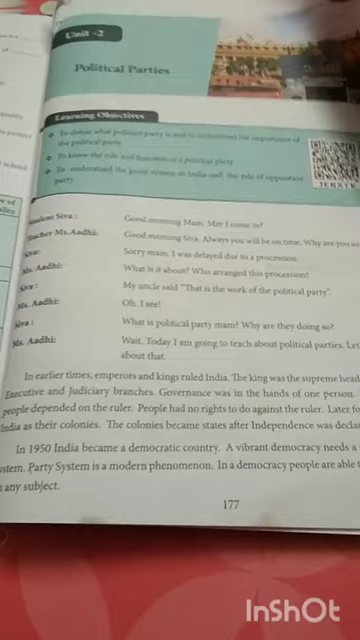 Unit -2
Political Parties
Learning Objectives
To define what political party is and to understand the importance of
the political party
To know the role and functions of a political party
To understand the party system in India and the role of opposition
party
Student Siva : Good morning Mam. May I come in?
Teacher Ms.Aadhi: Good morning Siva. Always you will be on time. Why are you so
Siva: Sorry mam, I was delayed due to a procession.
Ms. Aadhi: What is it about? Who arranged this procession?
Siva : My uncle said "That is the work of the political party".
Ms. Aadhi: Oh. I see!
Siva : What is political party mam? Why are they doing so?
Ms. Aadhi: Wait. Today I am going to teach about political parties. Let
about that.
In earlier times, emperors and kings ruled India. The king was the supreme head
Executive and Judiciary branches. Governance was in the hands of one person.
people depended on the ruler. People had no rights to do against the ruler. Later fo
India as their colonies. The colonies became states after Independence was declar
In 1950 India became a democratic country. A vibrant democracy needs a
stem. Party System is a modern phenomenon. In a democracy people are able t
any subject.
177
InShOt